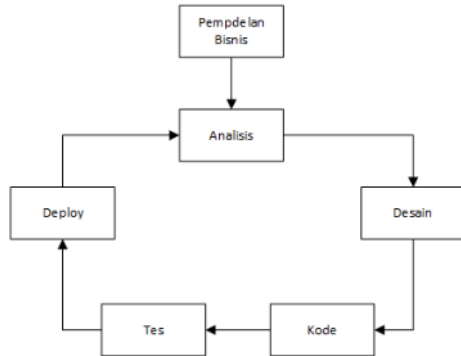 Pempdelan
Bisnis
Analisis
Deploy
Desain
Tes
Kode